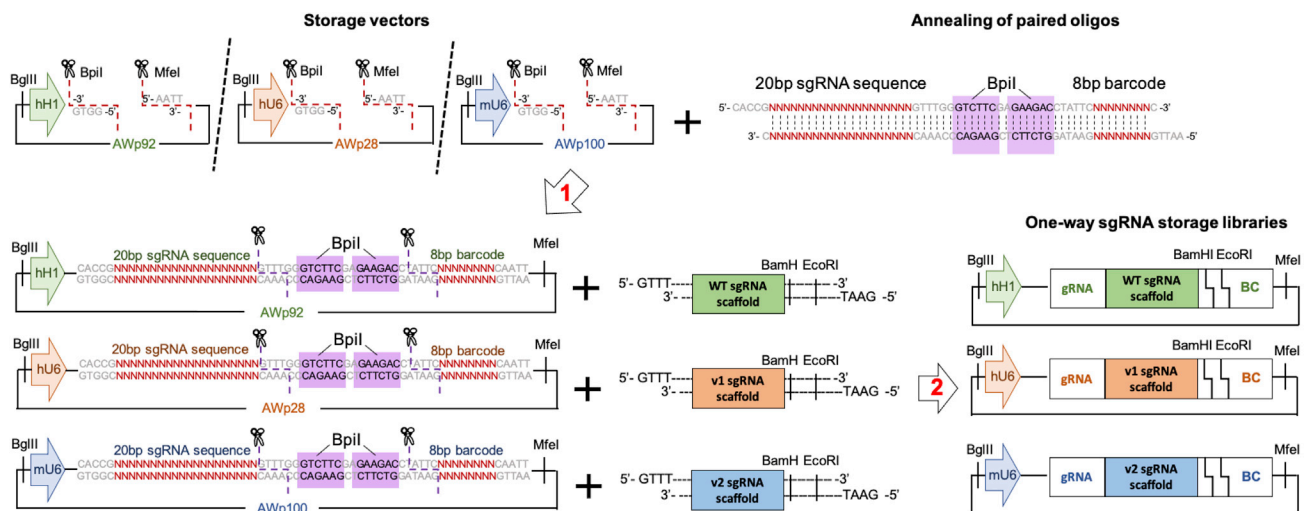 Storage vectors
Annealing of paired oligos
BglII BpiI MfeI
hH1 -3' 5'- AATT
GTGG -5' 3'-
AWp92
BglII BpiI MfeI
hU6 -3' 5'- AATT
GTGG -5' 3'-
AWp28
BglII BpiI MfeI
mU6 -3' 5'- AATT
GTGG -5' 3'-
AWp100
+
20bp sgRNA sequence BpiI 8bp barcode
5'- CACCGNNNNNNNNNNNNNNNNNNNNGTTTGGGTCTTCGAGAAGACCTATTCNNNNNNNNC -3'
3'- CNNNNNNNNNNNNNNNNNNNNCAAACCCAGAAGCTCTTCTGGATAAGNNNNNNNNGTTAA -5'
1
BglII 20bp sgRNA sequence BpiI 8bp barcode MfeI
hH1 CACCGNNNNNNNNNNNNNNNNNNNNGTTTGGGTCTTCGAGAAGACCTATTCNNNNNNNNCAATT
GTGGCNNNNNNNNNNNNNNNNNNNNCAAACCCAGAAGCTCTTCTGGATAAGNNNNNNNNGTTAA
AWp92
+
BamH EcoRI
5'- GTTT WT sgRNA scaffold -3'
3'- TAAG -5'
BglII 20bp sgRNA sequence BpiI 8bp barcode MfeI
hU6 CACCGNNNNNNNNNNNNNNNNNNNNGTTTGGGTCTTCGAGAAGACCTATTCNNNNNNNNCAATT
GTGGCNNNNNNNNNNNNNNNNNNNNCAAACCCAGAAGCTCTTCTGGATAAGNNNNNNNNGTTAA
AWp28
+
BamH EcoRI
5'- GTTT v1 sgRNA scaffold -3'
3'- TAAG -5'
BglII 20bp sgRNA sequence BpiI 8bp barcode MfeI
mU6 CACCGNNNNNNNNNNNNNNNNNNNNGTTTGGGTCTTCGAGAAGACCTATTCNNNNNNNNCAATT
GTGGCNNNNNNNNNNNNNNNNNNNNCAAACCCAGAAGCTCTTCTGGATAAGNNNNNNNNGTTAA
AWp100
+
BamH EcoRI
5'- GTTT v2 sgRNA scaffold -3'
3'- TAAG -5'
2
One-way sgRNA storage libraries
BglII BamHI EcoRI MfeI
hH1 gRNA WT sgRNA scaffold BC
BglII BamHI EcoRI MfeI
hU6 gRNA v1 sgRNA scaffold BC
BglII BamHI EcoRI MfeI
mU6 gRNA v2 sgRNA scaffold BC